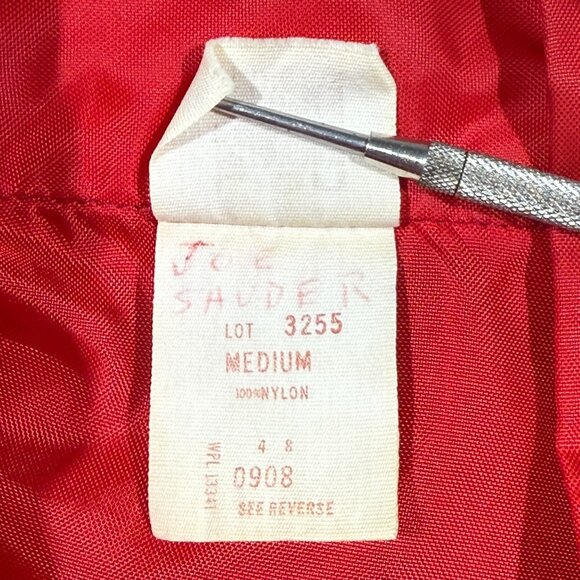 JOE
SAUDER
LOT 3255
MEDIUM
100% NYLON
4 8
0908
SEE REVERSE
WPL 13341